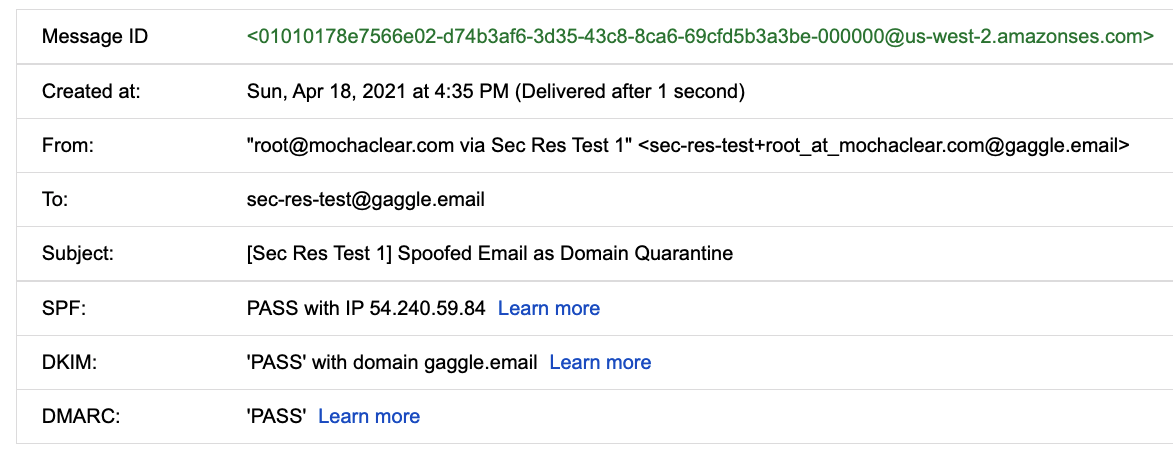 Message ID <01010178e7566e02-d74b3af6-3d35-43c8-8ca6-69cfd5b3a3be-000000@us-west-2.amazonses.com>
Created at: Sun, Apr 18, 2021 at 4:35 PM (Delivered after 1 second)
From: "root@mochaclear.com via Sec Res Test 1" <sec-res-test+root_at_mochaclear.com@gaggle.email>
To: sec-res-test@gaggle.email
Subject: [Sec Res Test 1] Spoofed Email as Domain Quarantine
SPF: PASS with IP 54.240.59.84 Learn more
DKIM: 'PASS' with domain gaggle.email Learn more
DMARC: 'PASS' Learn more